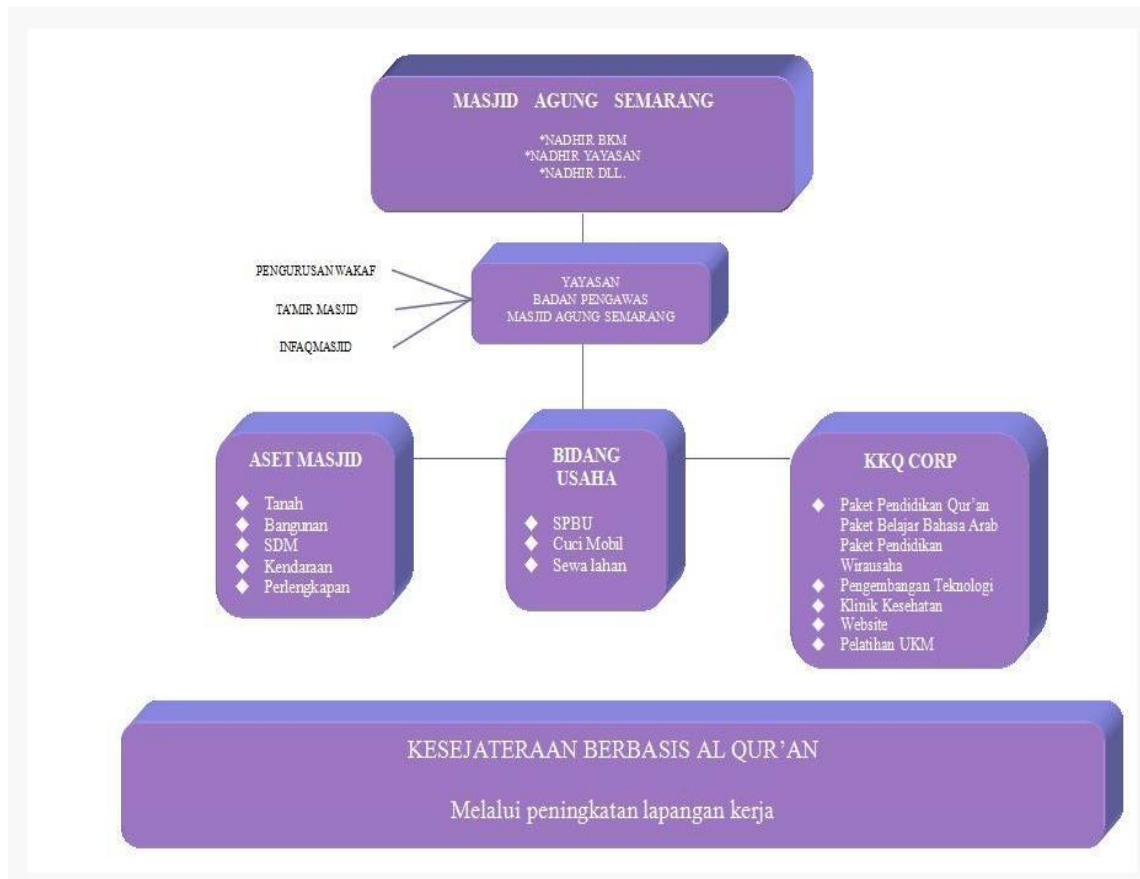 MASJID AGUNG SEMARANG
*NADHIR BKM
*NADHIR YAYASAN
*NADHIR DLL.
PENGURUSAN WAKAF
TA'MIR MASJID
INFAQMASJID
YAYASAN
BADAN PENGAWAS
MASJID AGUNG SEMARANG
ASET MASJID
◆ Tanah
◆ Bangunan
◆ SDM
◆ Kendaraan
◆ Perlengkapan
BIDANG
USAHA
◆ SPBU
◆ Cuci Mobil
◆ Sewa lahan
KKQ CORP
◆ Paket Pendidikan Qur'an
Paket Belajar Bahasa Arab
Paket Pendidikan
Wirausaha
◆ Pengembangan Teknologi
◆ Klinik Kesehatan
◆ Website
◆ Pelatihan UKM
KESEJATERAAN BERBASIS AL QUR'AN
Melalui peningkatan lapangan kerja